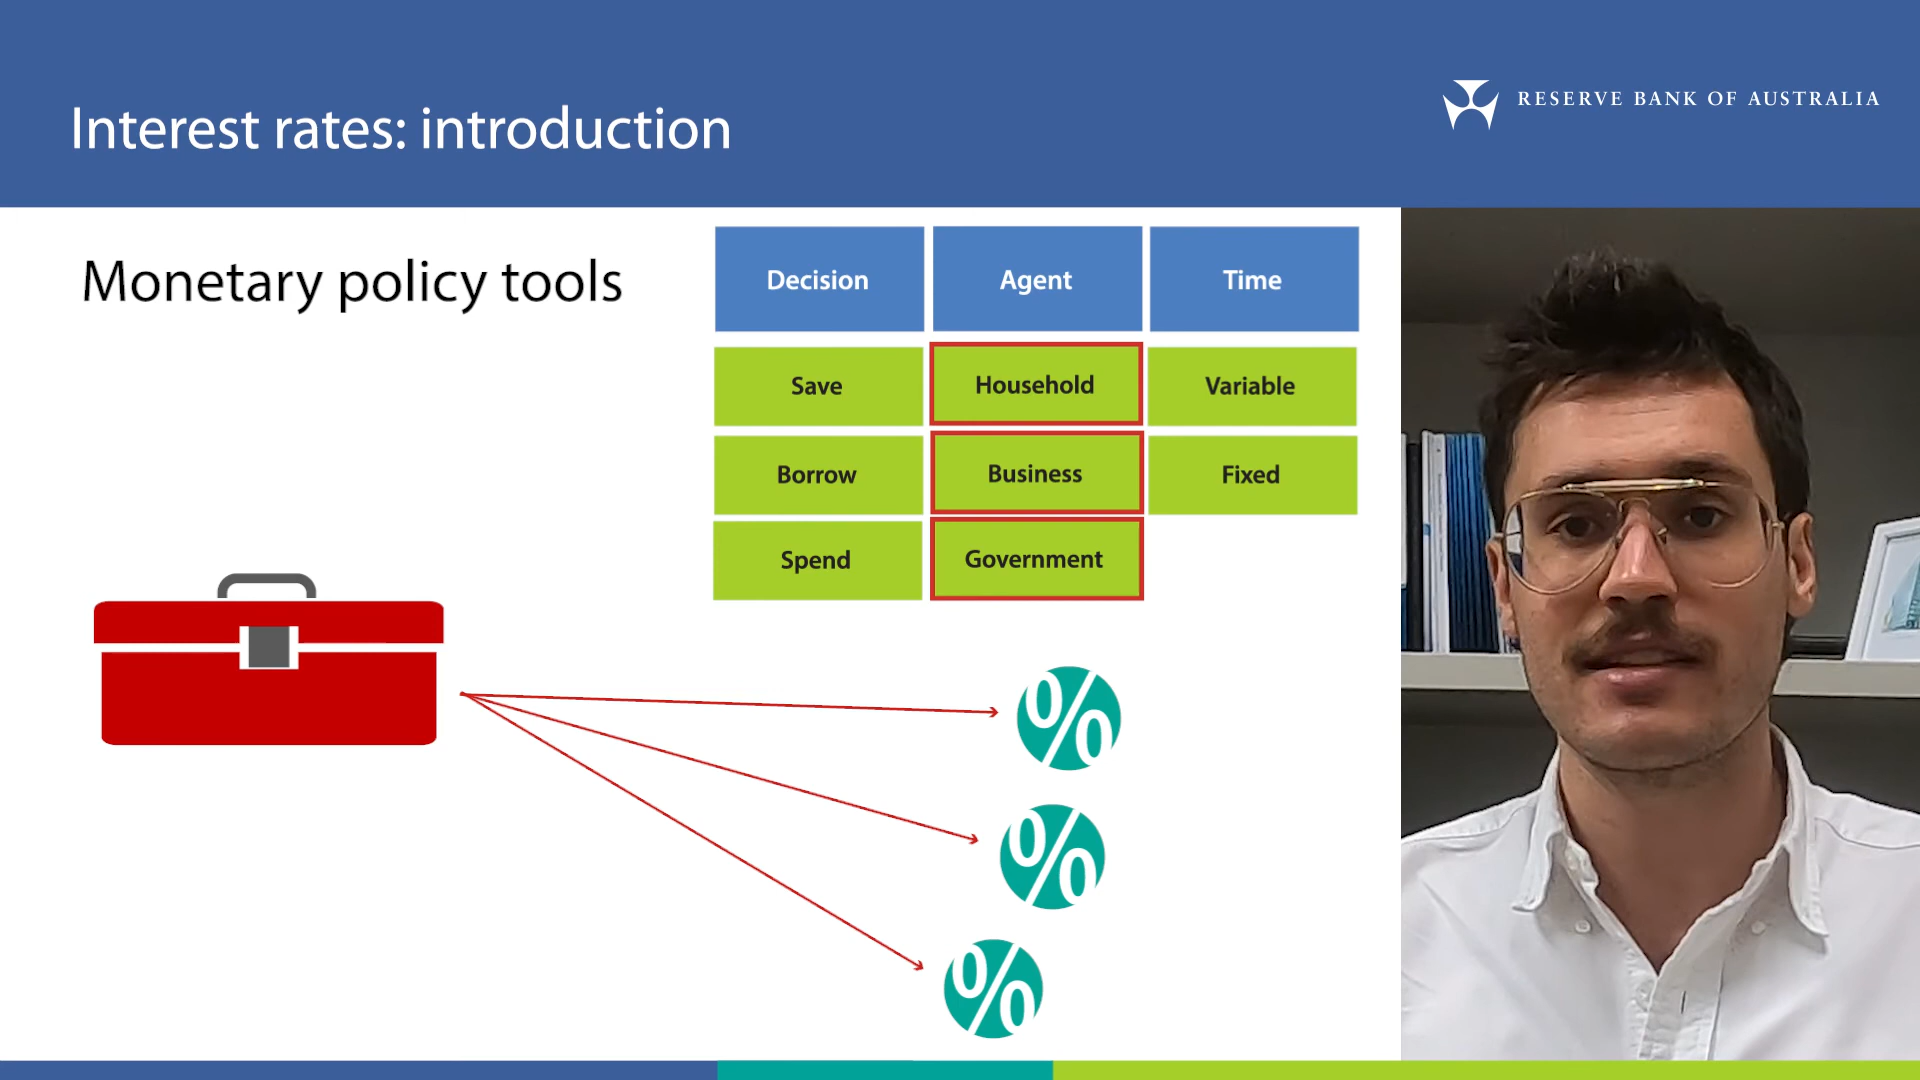 Interest rates: introduction
RESERVE BANK OF AUSTRALIA
Monetary policy tools
Decision Agent Time
Save Household Variable
Borrow Business Fixed
Spend Government
%
%
%